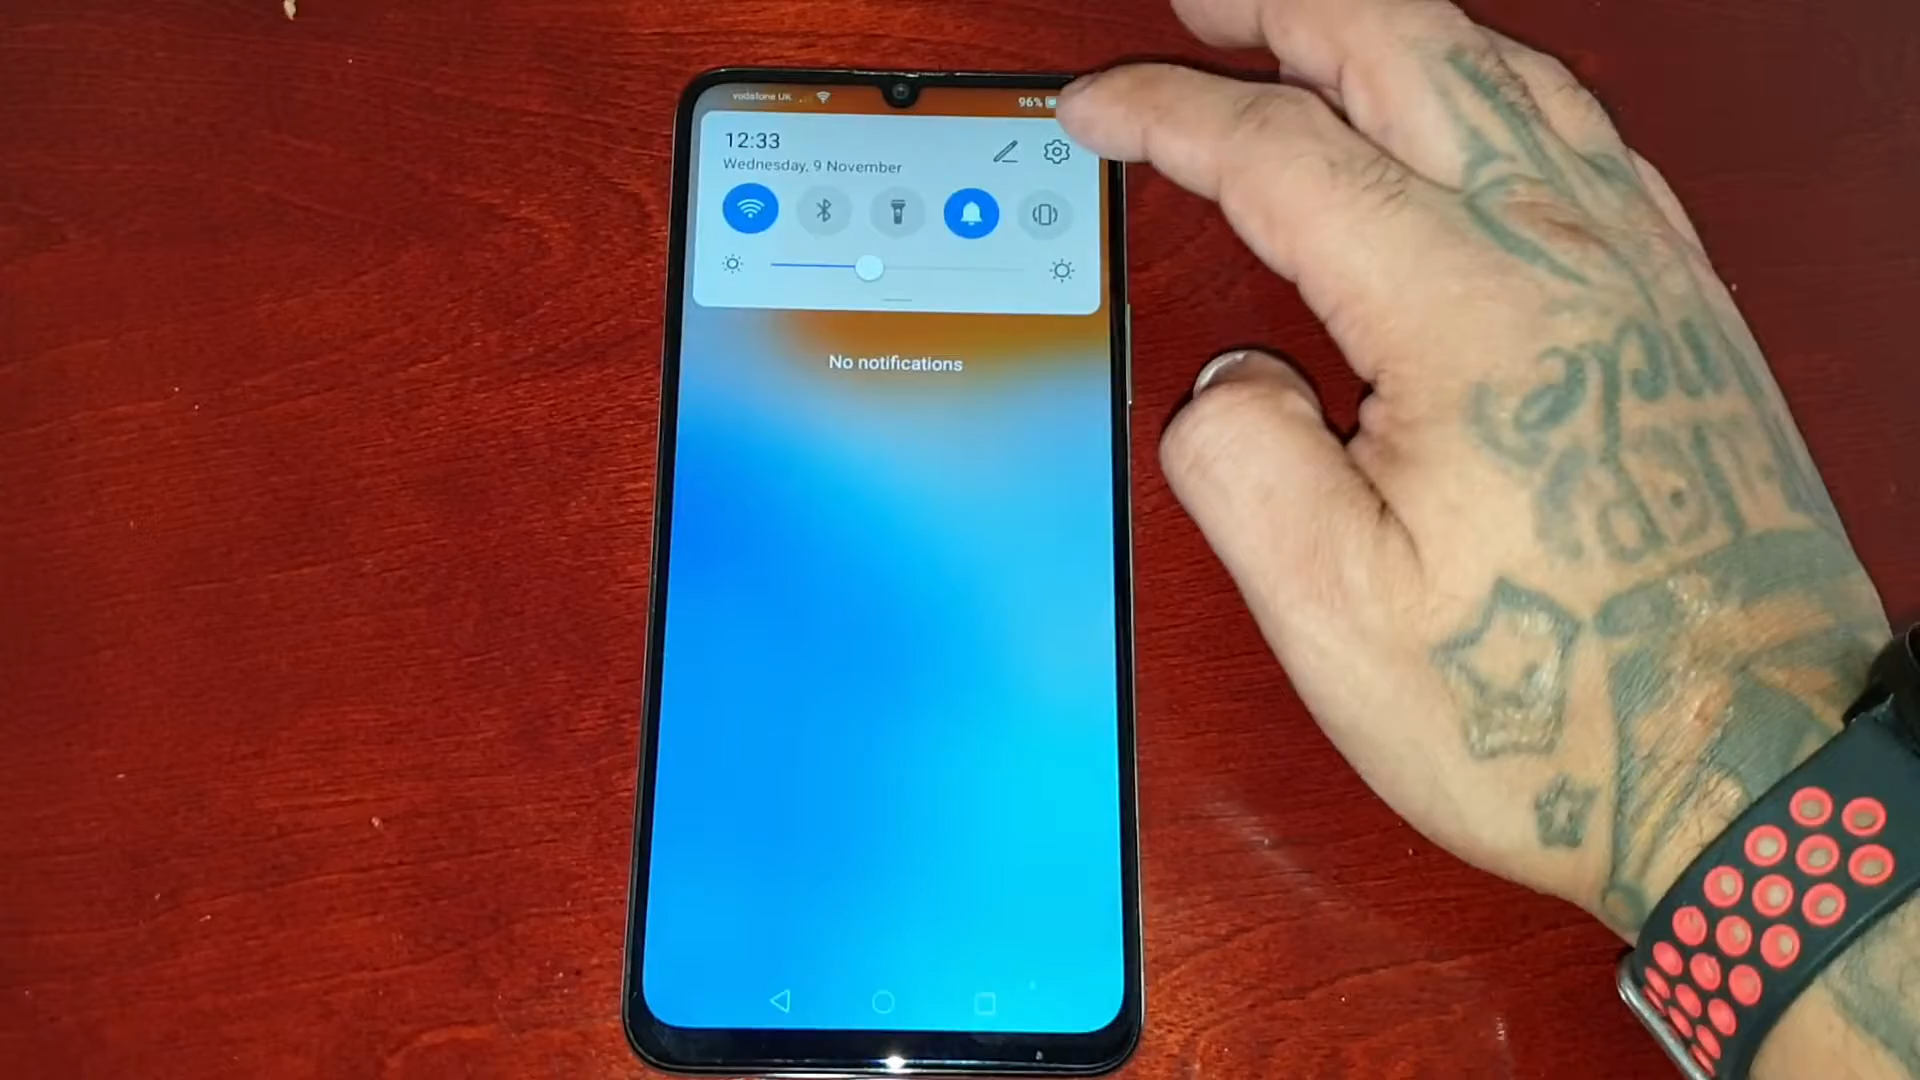 vodafone UK
96%
12:33
Wednesday, 9 November
No notifications